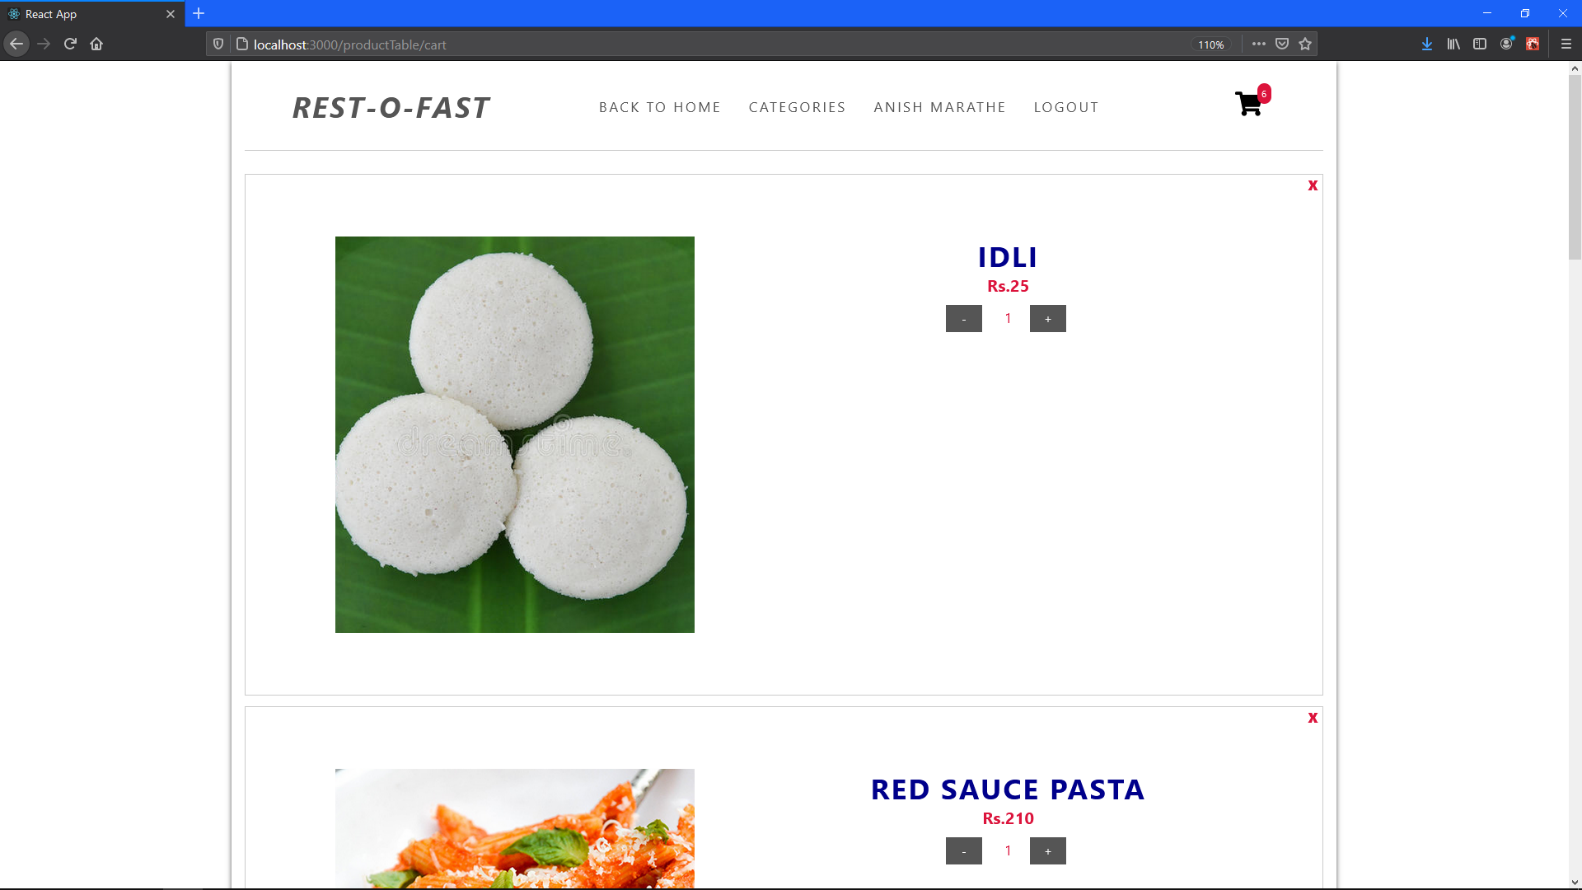 React App
localhost:3000/productTable/cart
110%
REST-O-FAST
BACK TO HOME
CATEGORIES
ANISH MARATHE
LOGOUT
6
X
IDLI
Rs.25
- 1 +
dreamstime
X
RED SAUCE PASTA
Rs.210
- 1 +